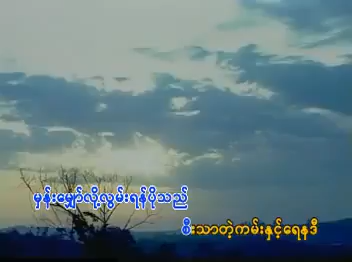 မှန်းမျှော်လို့လွမ်းရန်ပိုသည်
စီးသာတဲ့ကမ်းနှင့်ရေနဒီ